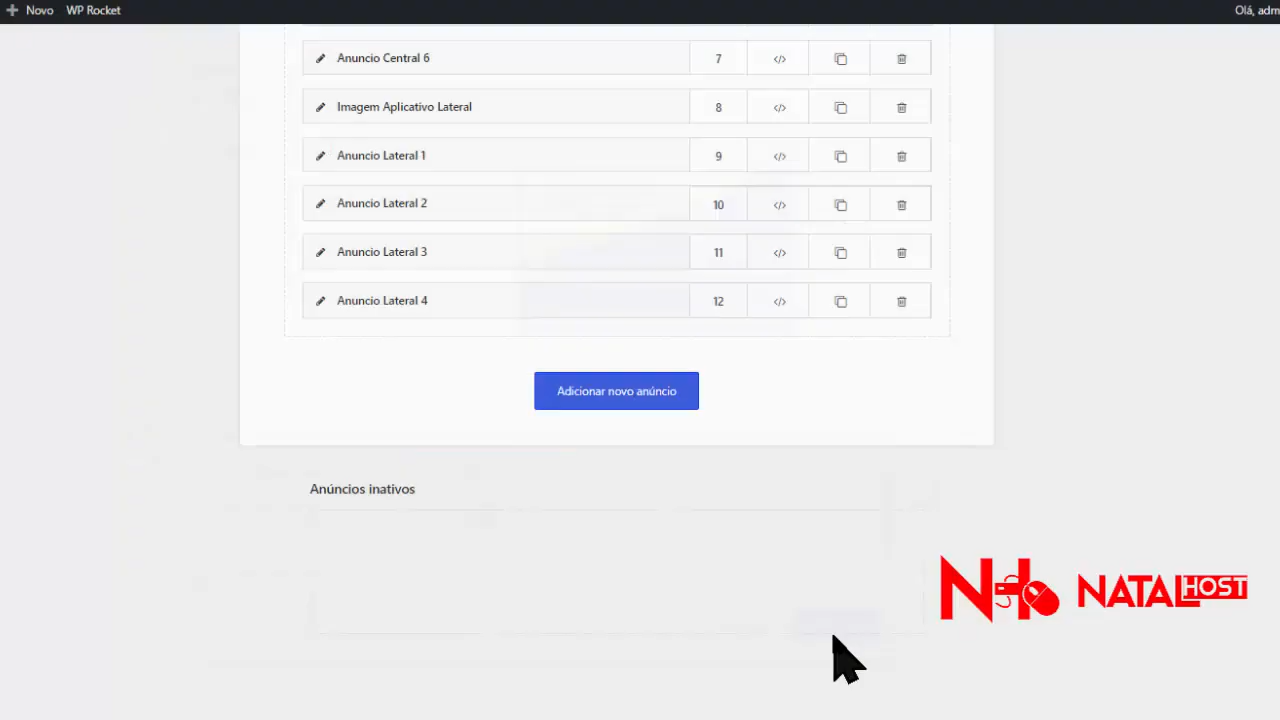 Novo WP Rocket Olá, adm
Anuncio Central 6 7 </>
Imagem Aplicativo Lateral 8 </>
Anuncio Lateral 1 9 </>
Anuncio Lateral 2 10 </>
Anuncio Lateral 3 11 </>
Anuncio Lateral 4 12 </>
Adicionar novo anúncio
Anúncios inativos
NATALHOST